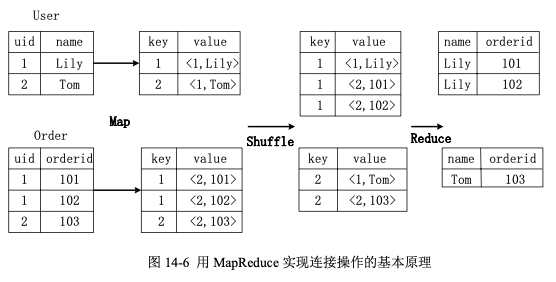 User
uid name
1 Lily
2 Tom
key value
1 <1,Lily>
2 <1,Tom>
Map
Order
uid orderid
1 101
1 102
2 103
key value
1 <2,101>
1 <2,102>
2 <2,103>
Shuffle
key value
1 <1,Lily>
1 <2,101>
1 <2,102>
key value
2 <1,Tom>
2 <2,103>
Reduce
name orderid
Lily 101
Lily 102
name orderid
Tom 103
图 14-6 用 MapReduce 实现连接操作的基本原理